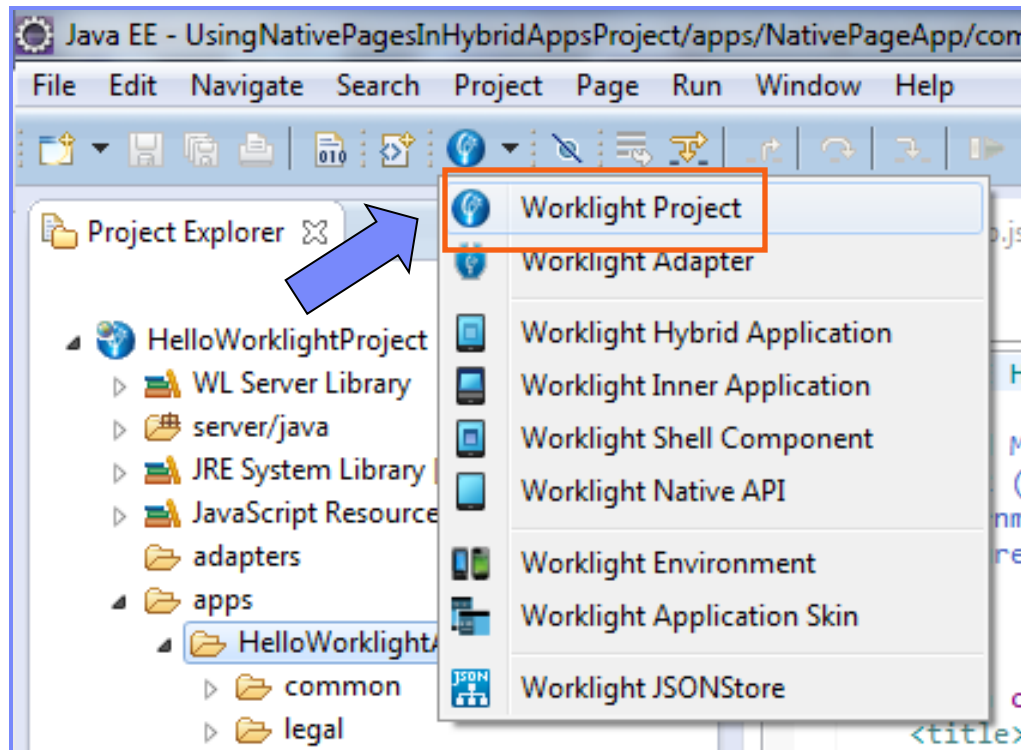 Java EE - UsingNativePagesInHybridAppsProject/apps/NativePageApp/com
File Edit Navigate Search Project Page Run Window Help
010
Project Explorer
Worklight Project
Worklight Adapter
Worklight Hybrid Application
Worklight Inner Application
Worklight Shell Component
Worklight Native API
Worklight Environment
Worklight Application Skin
JSON Worklight JSONStore
HelloWorklightProject
WL Server Library
server/java
JRE System Library
JavaScript Resource
adapters
apps
HelloWorklightA
common
legal
.js
<title>